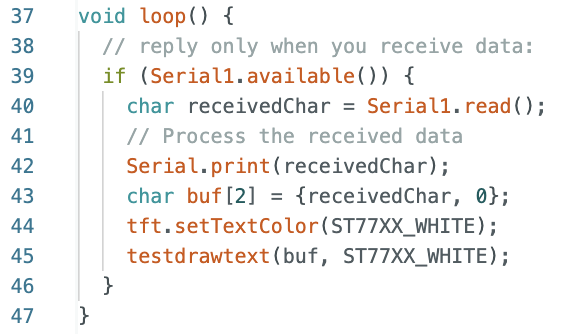 37 void loop() {
38 // reply only when you receive data:
39 if (Serial1.available()) {
40 char receivedChar = Serial1.read();
41 // Process the received data
42 Serial.print(receivedChar);
43 char buf[2] = {receivedChar, 0};
44 tft.setTextColor(ST77XX_WHITE);
45 testdrawtext(buf, ST77XX_WHITE);
46 }
47 }